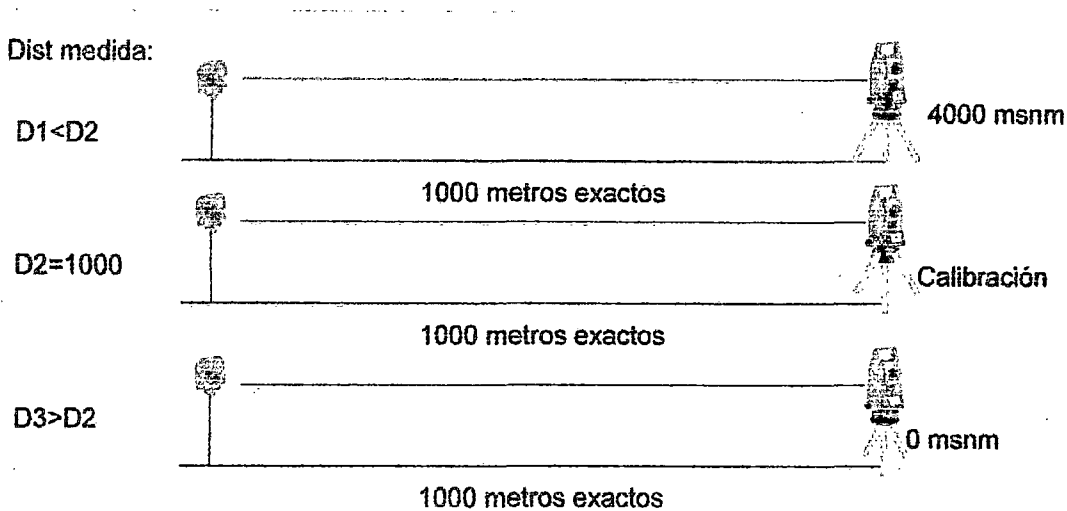 Dist medida:
D1<D2
4000 msnm
1000 metros exactos
D2=1000
Calibración
1000 metros exactos
D3>D2
0 msnm
1000 metros exactos